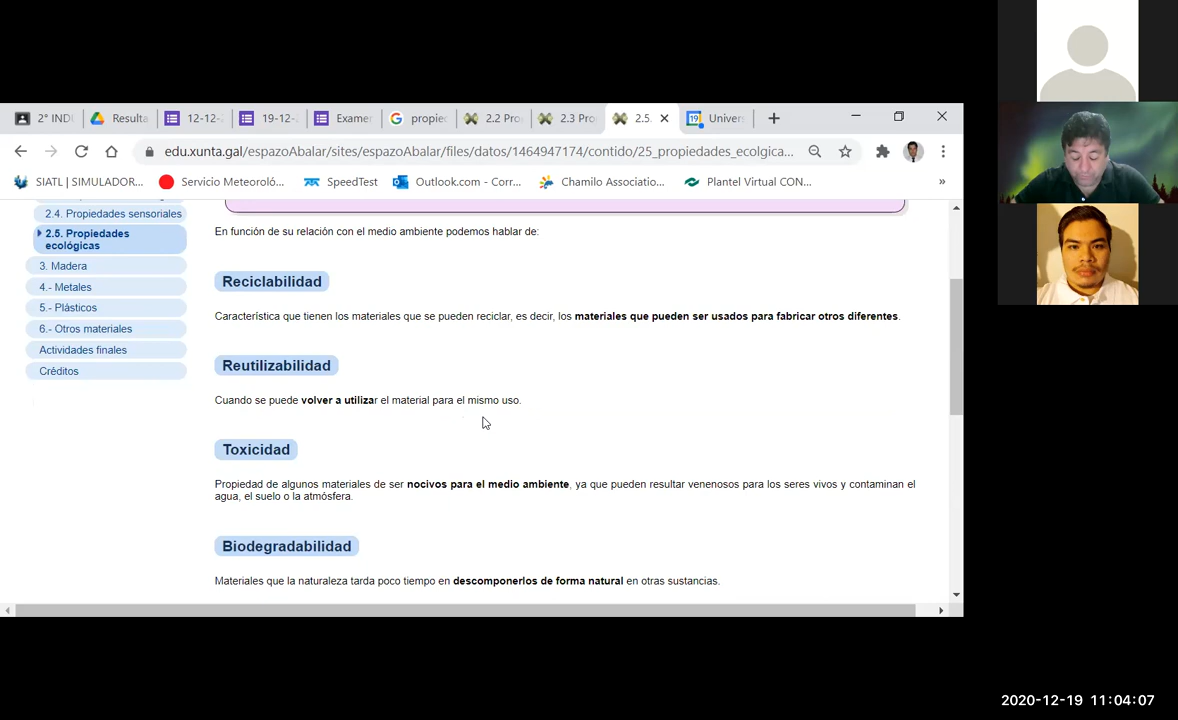 2° INDI
Resulta
12-12-
19-12-
Examen
propied
2.2 Pro
2.3 Pro
2.5.
19
Univers
edu.xunta.gal/espazoAbalar/sites/espazoAbalar/files/datos/1464947174/contido/25_propiedades_ecolgica...
SIATL | SIMULADOR...
Servicio Meteoroló...
SpeedTest
Outlook.com - Corr...
Chamilo Associatio...
Plantel Virtual CON...
»
2.4. Propiedades sensoriales
2.5. Propiedades
ecológicas
3. Madera
4.- Metales
5.- Plásticos
6.- Otros materiales
Actividades finales
Créditos
En función de su relación con el medio ambiente podemos hablar de:
Reciclabilidad
Característica que tienen los materiales que se pueden reciclar, es decir, los materiales que pueden ser usados para fabricar otros diferentes.
Reutilizabilidad
Cuando se puede volver a utilizar el material para el mismo uso.
Toxicidad
Propiedad de algunos materiales de ser nocivos para el medio ambiente, ya que pueden resultar venenosos para los seres vivos y contaminan el
agua, el suelo o la atmósfera.
Biodegradabilidad
Materiales que la naturaleza tarda poco tiempo en descomponerlos de forma natural en otras sustancias.
2020-12-19 11:04:07